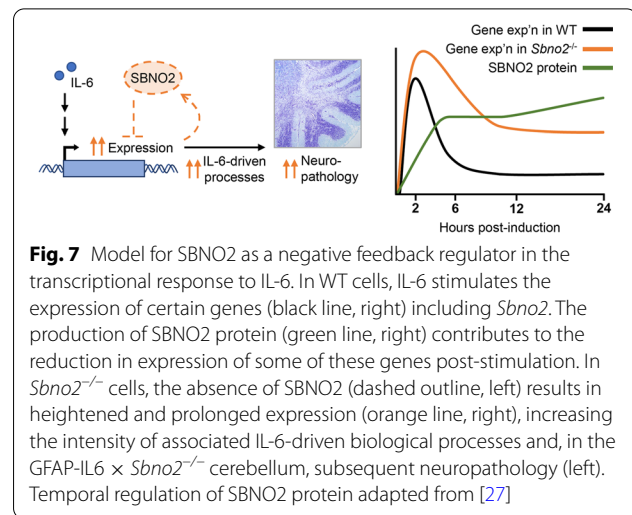 IL-6
SBNO2
Expression
IL-6-driven
processes
Neuro-
pathology
Gene exp'n in WT
Gene exp'n in Sbno2-/-
SBNO2 protein
2 6 12 24
Hours post-induction
Fig. 7 Model for SBNO2 as a negative feedback regulator in the
transcriptional response to IL-6. In WT cells, IL-6 stimulates the
expression of certain genes (black line, right) including Sbno2. The
production of SBNO2 protein (green line, right) contributes to the
reduction in expression of some of these genes post-stimulation. In
Sbno2−/− cells, the absence of SBNO2 (dashed outline, left) results in
heightened and prolonged expression (orange line, right), increasing
the intensity of associated IL-6-driven biological processes and, in the
GFAP-IL6 × Sbno2−/− cerebellum, subsequent neuropathology (left).
Temporal regulation of SBNO2 protein adapted from [27]